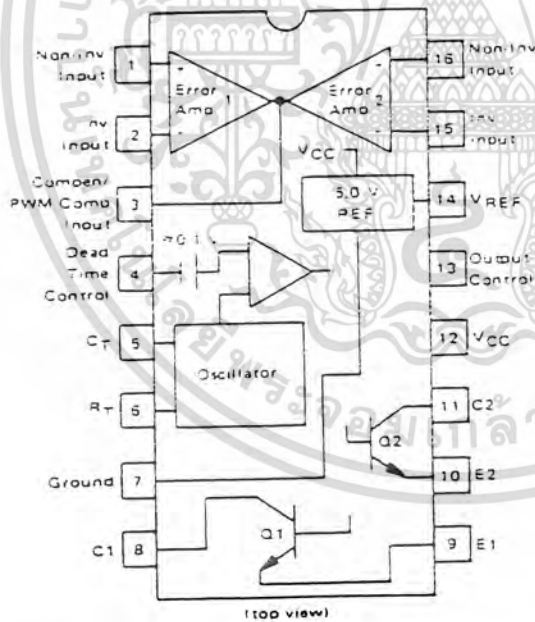 Non-Inv
Input
1
Inv
Input
2
Compen/
PWM Comp
Input
3
Dead
Time
Control
4
CT
5
RT
6
Ground
7
C1
8
Error
Amp
1
Error
Amp
2
VCC
5.0 V
REF
Oscillator
Q2
Q1
16
Non-Inv
Input
15
Inv
Input
14
VREF
13
Output
Control
12
VCC
11
C2
10
E2
9
E1
(top view)